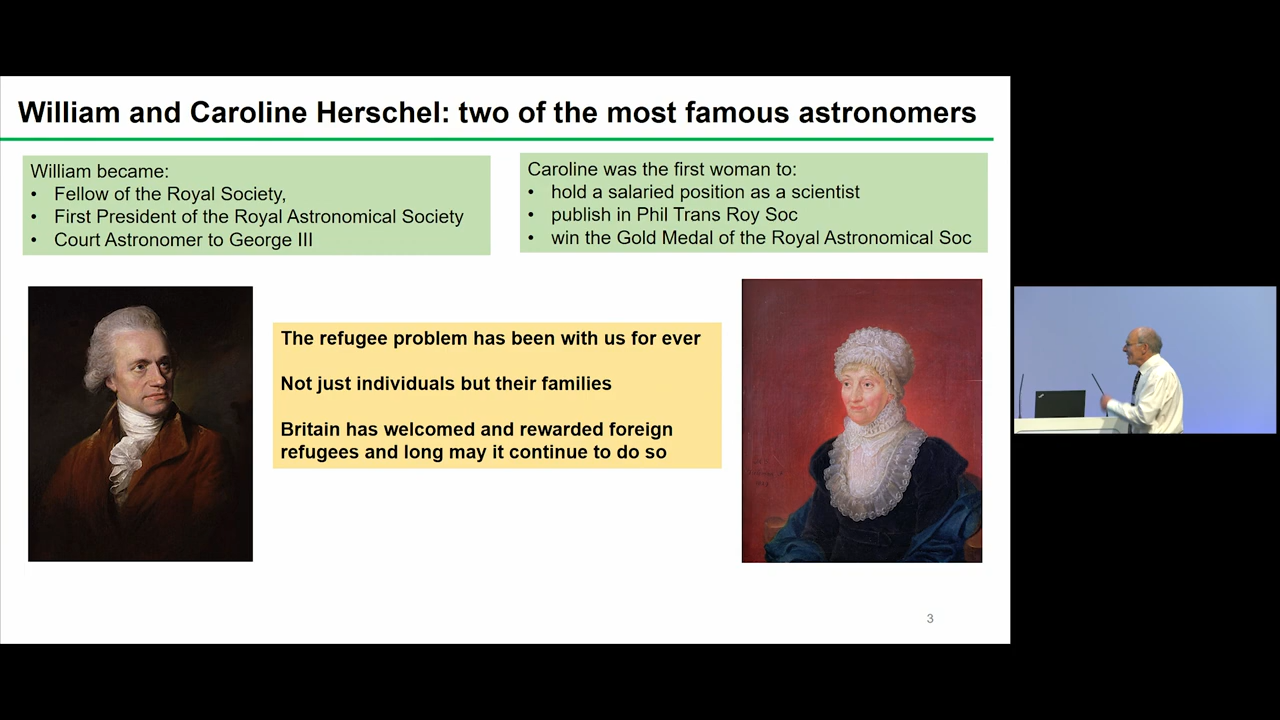 William and Caroline Herschel: two of the most famous astronomers
William became:
• Fellow of the Royal Society,
• First President of the Royal Astronomical Society
• Court Astronomer to George III
Caroline was the first woman to:
• hold a salaried position as a scientist
• publish in Phil Trans Roy Soc
• win the Gold Medal of the Royal Astronomical Soc
The refugee problem has been with us for ever
Not just individuals but their families
Britain has welcomed and rewarded foreign
refugees and long may it continue to do so
3